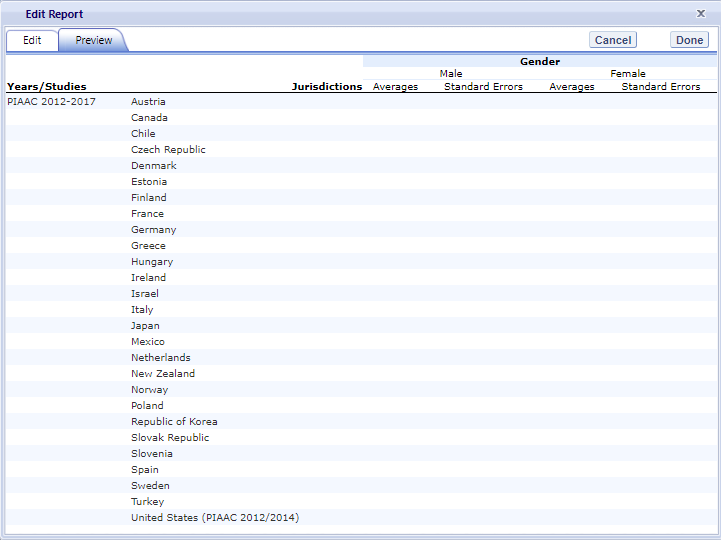 Edit Report
Edit Preview Cancel Done
Gender
Male Female
Years/Studies Jurisdictions Averages Standard Errors Averages Standard Errors
PIAAC 2012-2017 Austria
Canada
Chile
Czech Republic
Denmark
Estonia
Finland
France
Germany
Greece
Hungary
Ireland
Israel
Italy
Japan
Mexico
Netherlands
New Zealand
Norway
Poland
Republic of Korea
Slovak Republic
Slovenia
Spain
Sweden
Turkey
United States (PIAAC 2012/2014)